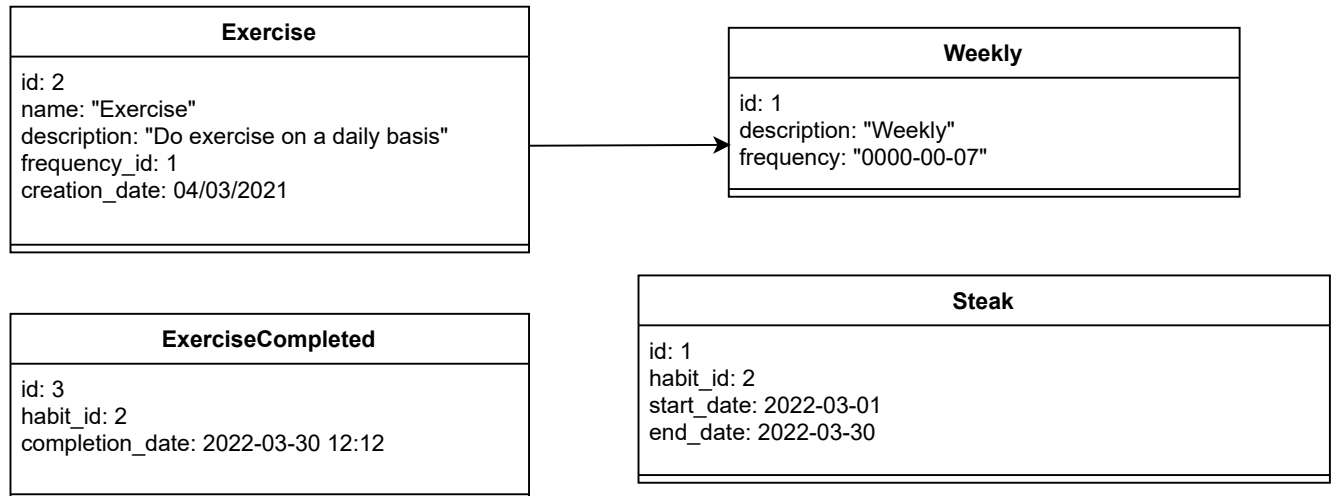 Exercise
id: 2
name: "Exercise"
description: "Do exercise on a daily basis"
frequency_id: 1
creation_date: 04/03/2021
Weekly
id: 1
description: "Weekly"
frequency: "0000-00-07"
ExerciseCompleted
id: 3
habit_id: 2
completion_date: 2022-03-30 12:12
Steak
id: 1
habit_id: 2
start_date: 2022-03-01
end_date: 2022-03-30